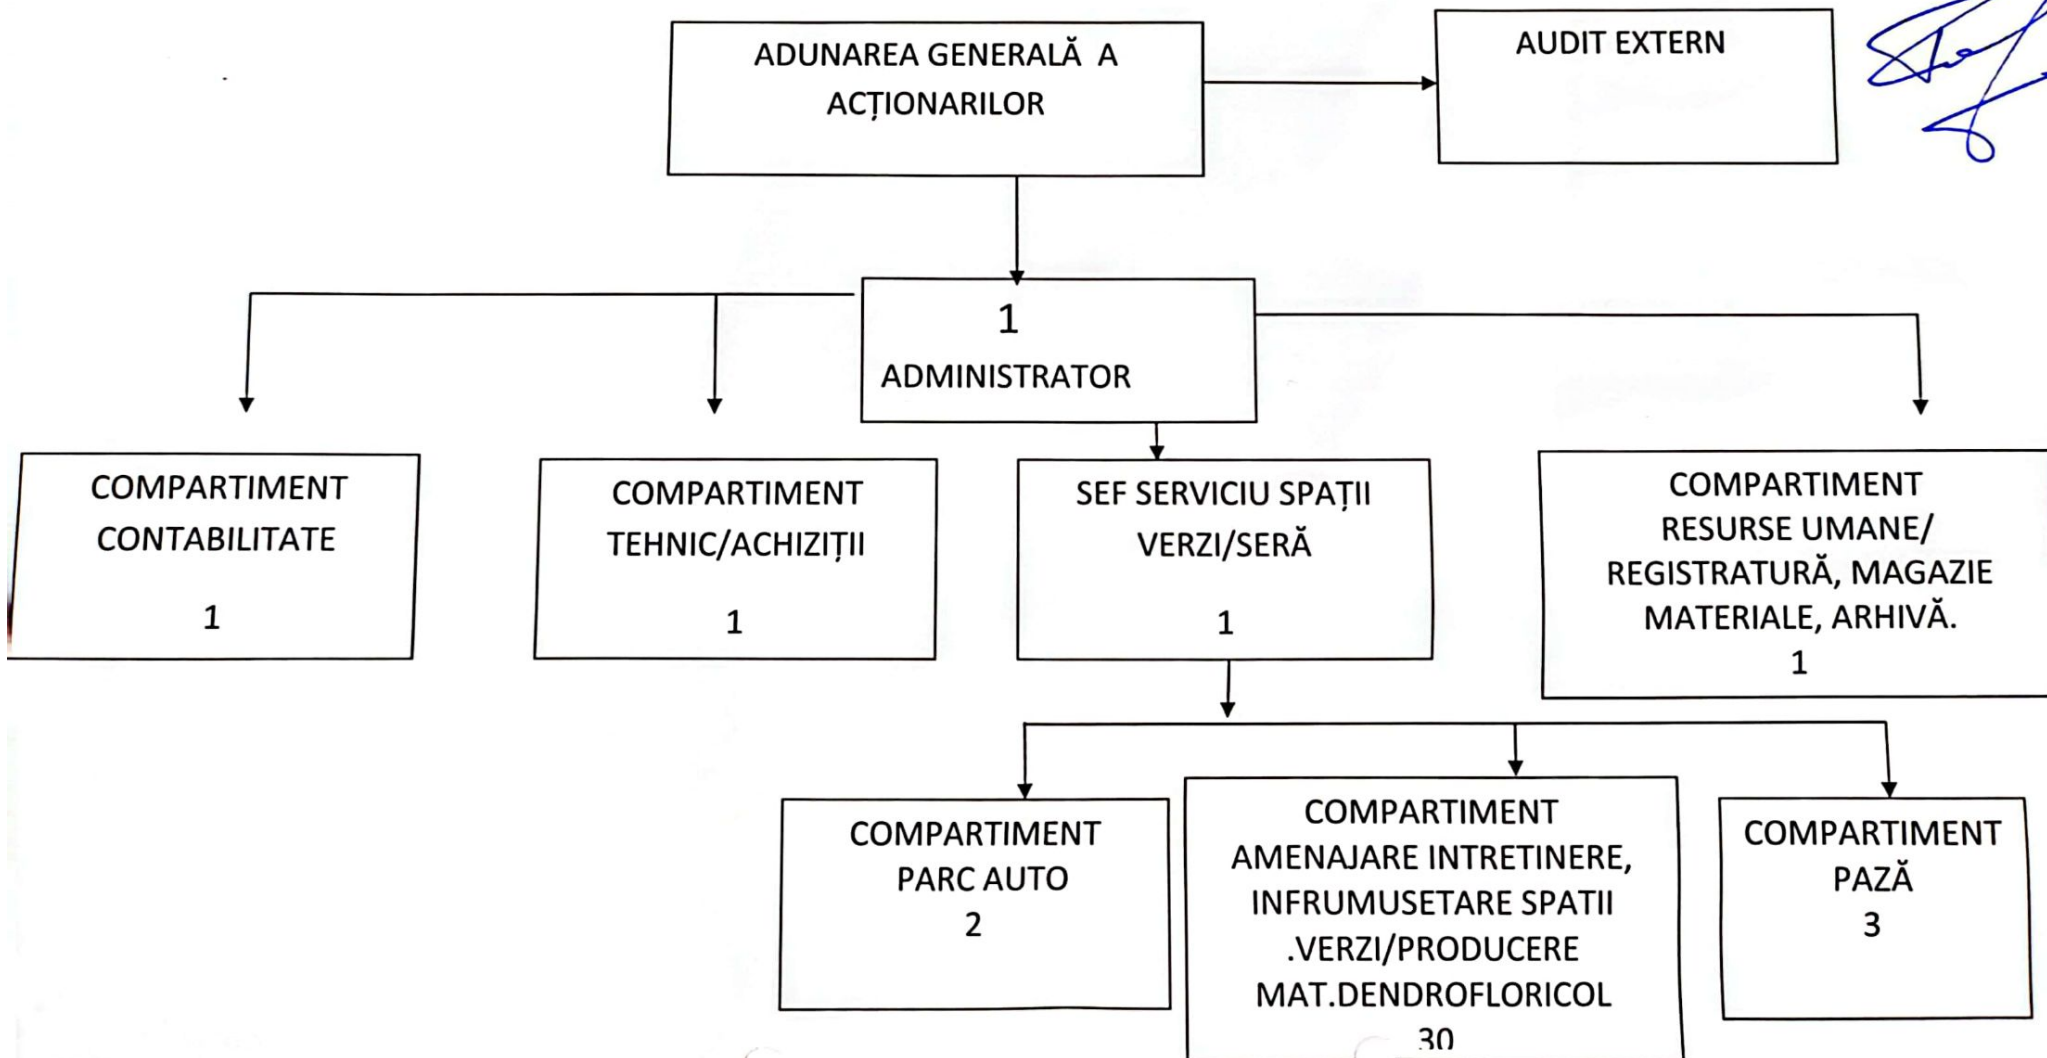 ADUNAREA GENERALĂ A
ACȚIONARILOR
AUDIT EXTERN
1
ADMINISTRATOR
COMPARTIMENT
CONTABILITATE
1
COMPARTIMENT
TEHNIC/ACHIZIȚII
1
SEF SERVICIU SPAȚII
VERZI/SERĂ
1
COMPARTIMENT
RESURSE UMANE/
REGISTRATURĂ, MAGAZIE
MATERIALE, ARHIVĂ.
1
COMPARTIMENT
PARC AUTO
2
COMPARTIMENT
AMENAJARE INTRETINERE,
INFRUMUSETARE SPATII
.VERZI/PRODUCERE
MAT.DENDROFLORICOL
30
COMPARTIMENT
PAZĂ
3